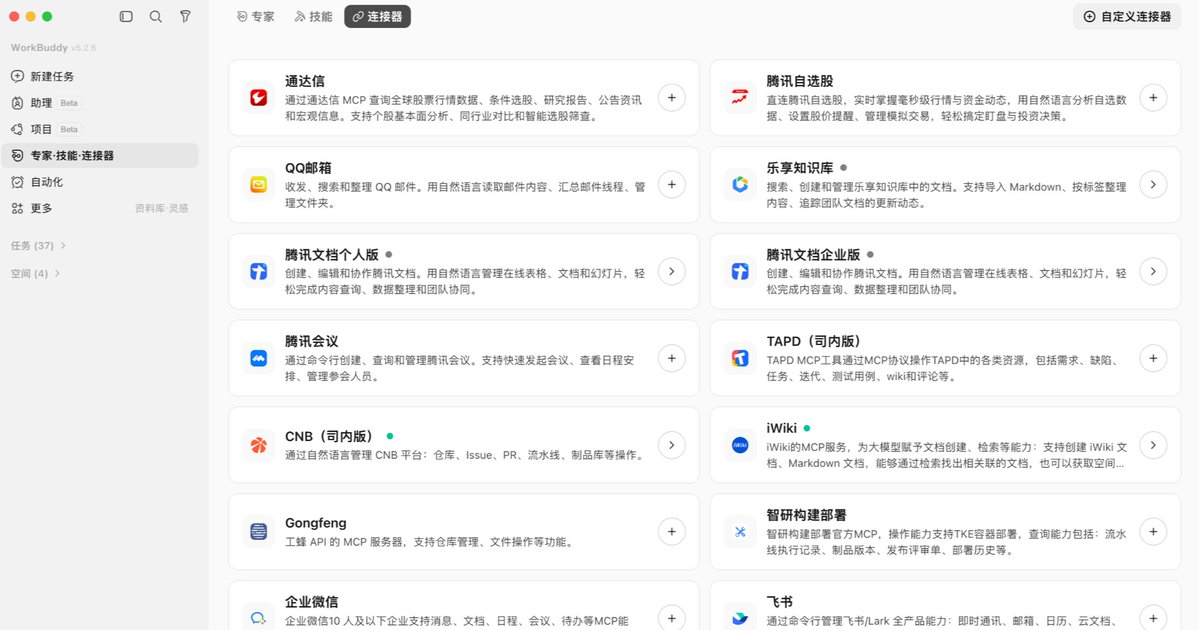 WorkBuddy v5.2.6
新建任务
助理 Beta
项目 Beta
专家·技能·连接器
自动化
更多 资料库·灵感
任务 (37)
空间 (4)
专家 技能 连接器
自定义连接器
通达信
通过通达信 MCP 查询全球股票行情数据、条件选股、研究报告、公告资讯
和宏观信息。支持个股基本面分析、同行业对比和智能选股筛查。
腾讯自选股
直连腾讯自选股，实时掌握毫秒级行情与资金动态，用自然语言分析自选数
据、设置股价提醒、管理模拟交易，轻松搞定盯盘与投资决策。
QQ邮箱
收发、搜索和整理 QQ 邮件。用自然语言读取邮件内容、汇总邮件线程、管
理文件夹。
乐享知识库
搜索、创建和管理乐享知识库中的文档。支持导入 Markdown、按标签整理
内容、追踪团队文档的更新动态。
腾讯文档个人版
创建、编辑和协作腾讯文档。用自然语言管理在线表格、文档和幻灯片，轻
松完成内容查询、数据整理和团队协同。
腾讯文档企业版
创建、编辑和协作腾讯文档。用自然语言管理在线表格、文档和幻灯片，轻
松完成内容查询、数据整理和团队协同。
腾讯会议
通过命令行创建、查询和管理腾讯会议。支持快速发起会议、查看日程安
排、管理参会人员。
TAPD（司内版）
TAPD MCP工具通过MCP协议操作TAPD中的各类资源，包括需求、缺陷、
任务、迭代、测试用例、wiki和评论等。
CNB（司内版）
通过自然语言管理 CNB 平台：仓库、Issue、PR、流水线、制品库等操作。
iWiki
iWiki
iWiki的MCP服务，为大模型赋予文档创建、检索等能力：支持创建 iWiki 文
档、Markdown 文档，能够通过检索找出相关联的文档，也可以获取空间...
Gongfeng
工蜂 API 的 MCP 服务器，支持仓库管理、文件操作等功能。
智研构建部署
智研构建部署官方MCP，操作能力支持TKE容器部署，查询能力包括：流水
线执行记录、制品版本、发布评审单、部署历史等。
企业微信
企业微信10 人及以下企业支持消息、文档、日程、会议、待办等MCP能
飞书
通过命令行管理飞书/Lark 全产品能力：即时通讯、邮箱、日历、云文档、